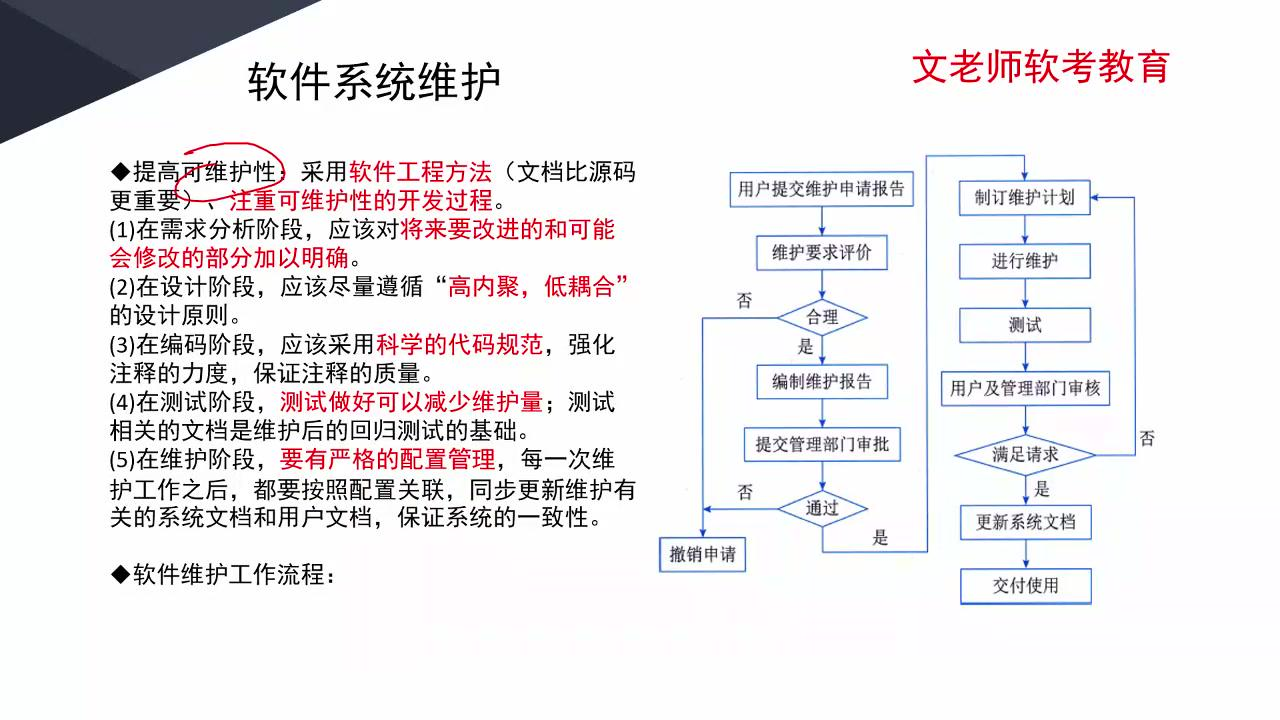 软件系统维护
文老师软考教育
◆提高可维护性：采用软件工程方法（文档比源码
更重要）、注重可维护性的开发过程。
(1)在需求分析阶段，应该对将来要改进的和可能
会修改的部分加以明确。
(2)在设计阶段，应该尽量遵循“高内聚，低耦合”
的设计原则。
(3)在编码阶段，应该采用科学的代码规范，强化
注释的力度，保证注释的质量。
(4)在测试阶段，测试做好可以减少维护量；测试
相关的文档是维护后的回归测试的基础。
(5)在维护阶段，要有严格的配置管理，每一次维
护工作之后，都要按照配置关联，同步更新维护有
关的系统文档和用户文档，保证系统的一致性。
◆软件维护工作流程：
用户提交维护申请报告
维护要求评价
否
合理
是
编制维护报告
提交管理部门审批
否
通过
是
撤销申请
制订维护计划
进行维护
测试
用户及管理部门审核
否
满足请求
是
更新系统文档
交付使用